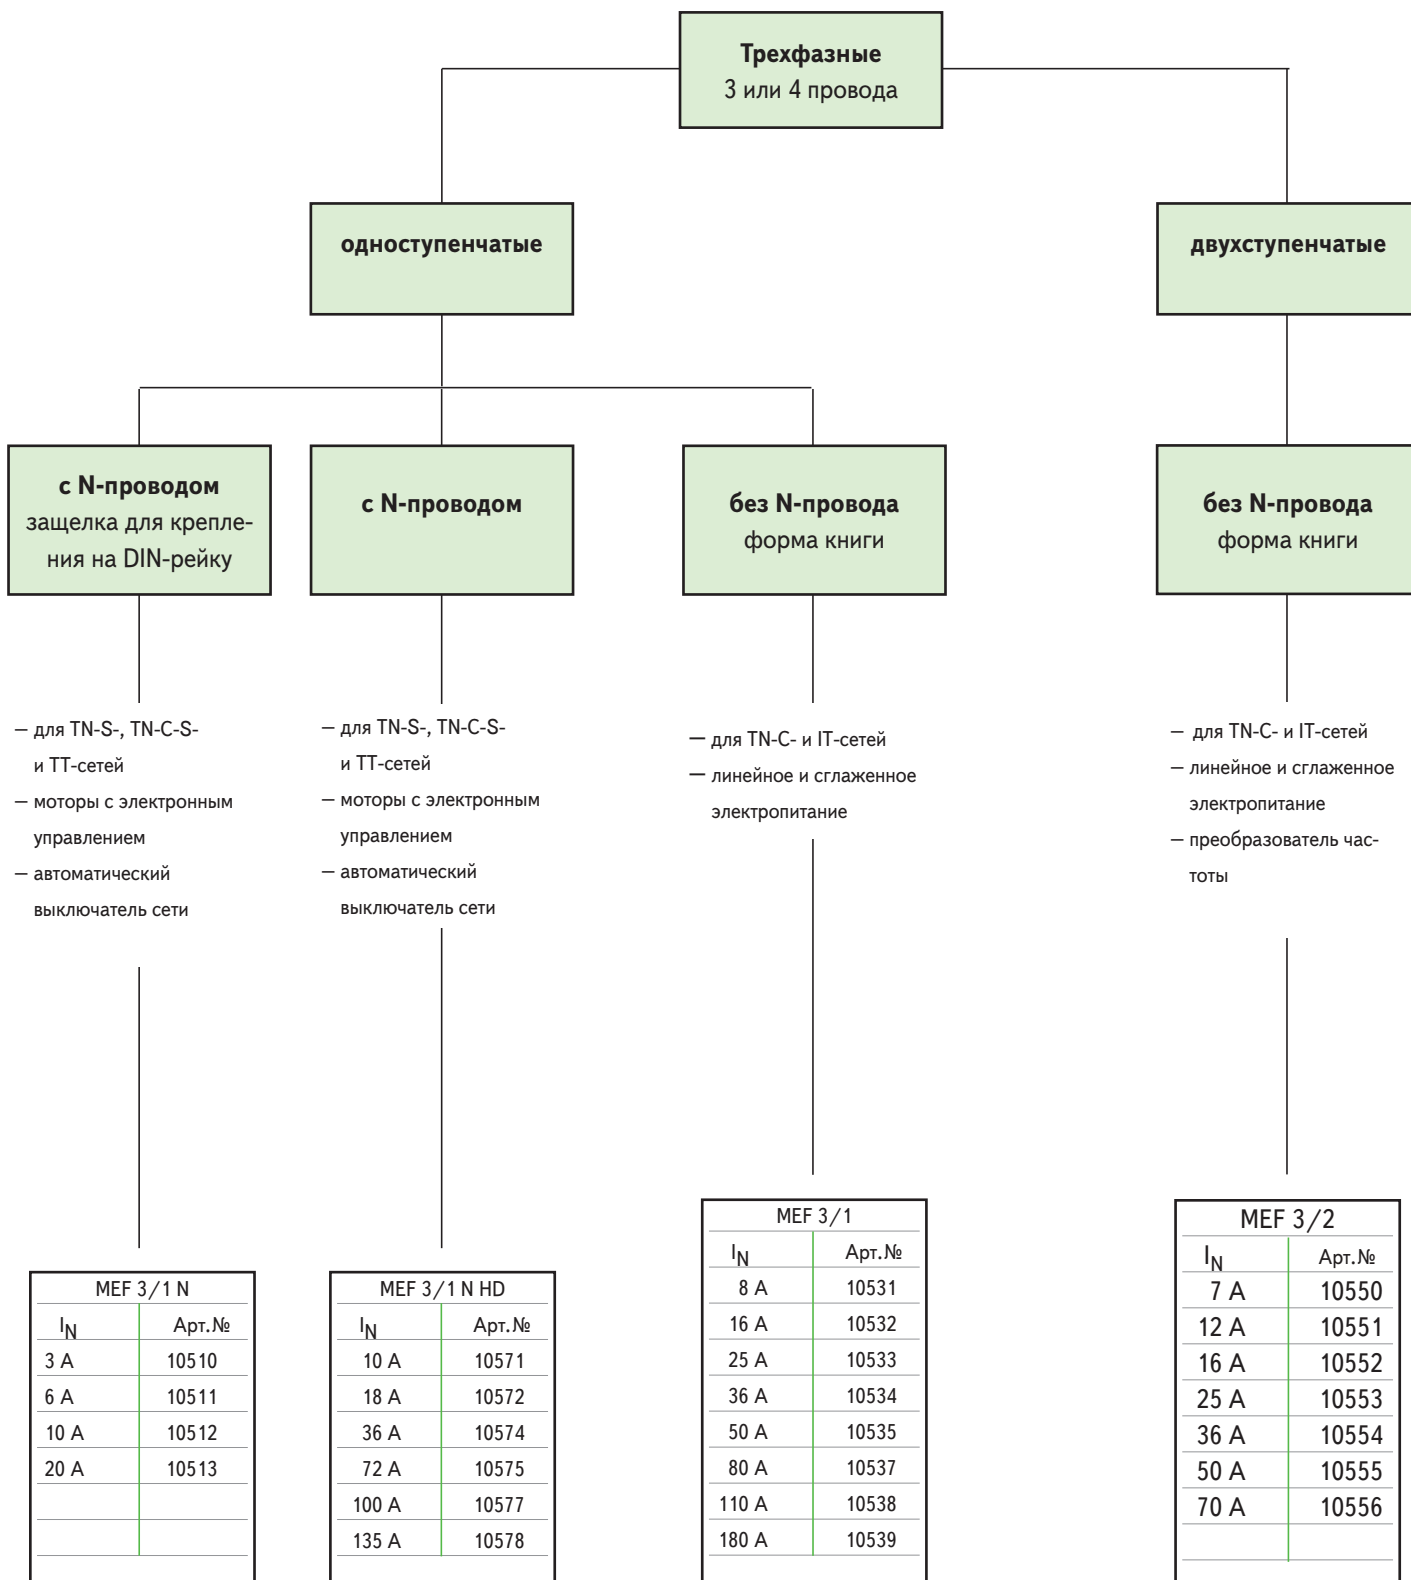 Трехфазные
3 или 4 провода
одноступенчатые
двухступенчатые
с N-проводом
защелка для крепле-
ния на DIN-рейку
с N-проводом
без N-провода
форма книги
без N-провода
форма книги
— для TN-S-, TN-C-S-
и TT-сетей
— моторы с электронным
управлением
— автоматический
выключатель сети
— для TN-S-, TN-C-S-
и TT-сетей
— моторы с электронным
управлением
— автоматический
выключатель сети
— для TN-C- и IT-сетей
— линейное и сглаженное
электропитание
— для TN-C- и IT-сетей
— линейное и сглаженное
электропитание
— преобразователь час-
тоты
MEF 3/1 N
IN Арт.№
3 A 10510
6 A 10511
10 A 10512
20 A 10513
MEF 3/1 N HD
IN Арт.№
10 A 10571
18 A 10572
36 A 10574
72 A 10575
100 A 10577
135 A 10578
MEF 3/1
IN Арт.№
8 A 10531
16 A 10532
25 A 10533
36 A 10534
50 A 10535
80 A 10537
110 A 10538
180 A 10539
MEF 3/2
IN Арт.№
7 A 10550
12 A 10551
16 A 10552
25 A 10553
36 A 10554
50 A 10555
70 A 10556